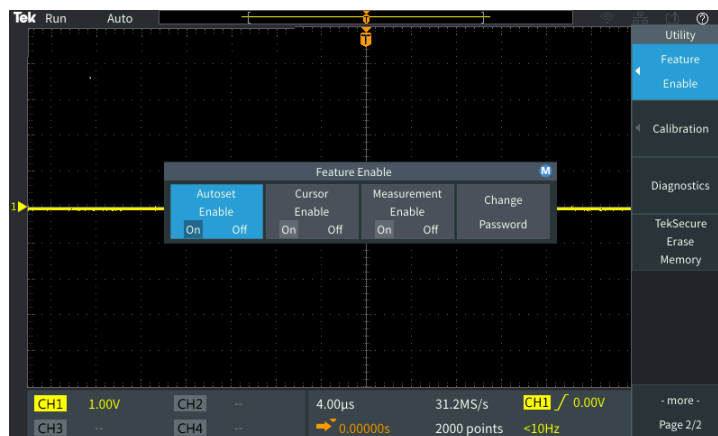 Tek Run Auto
T
T
Utility
Feature
Enable
Calibration
Diagnostics
TekSecure
Erase
Memory
Feature Enable M
Autoset
Enable
On Off
Cursor
Enable
On Off
Measurement
Enable
On Off
Change
Password
1
CH1 1.00V CH2 -- 4.00µs 31.2MS/s CH1 0.00V
CH3 -- CH4 -- 0.00000s 2000 points <10Hz
- more -
Page 2/2